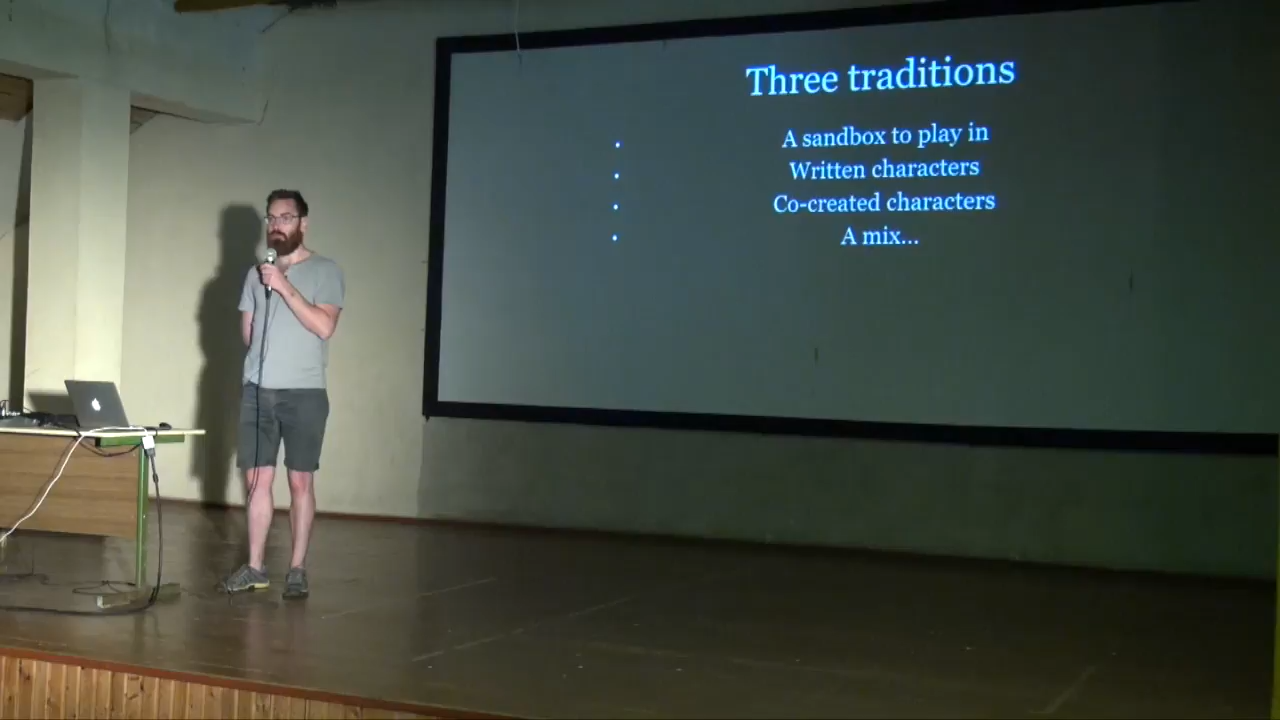 Three traditions
• A sandbox to play in
• Written characters
• Co-created characters
• A mix...